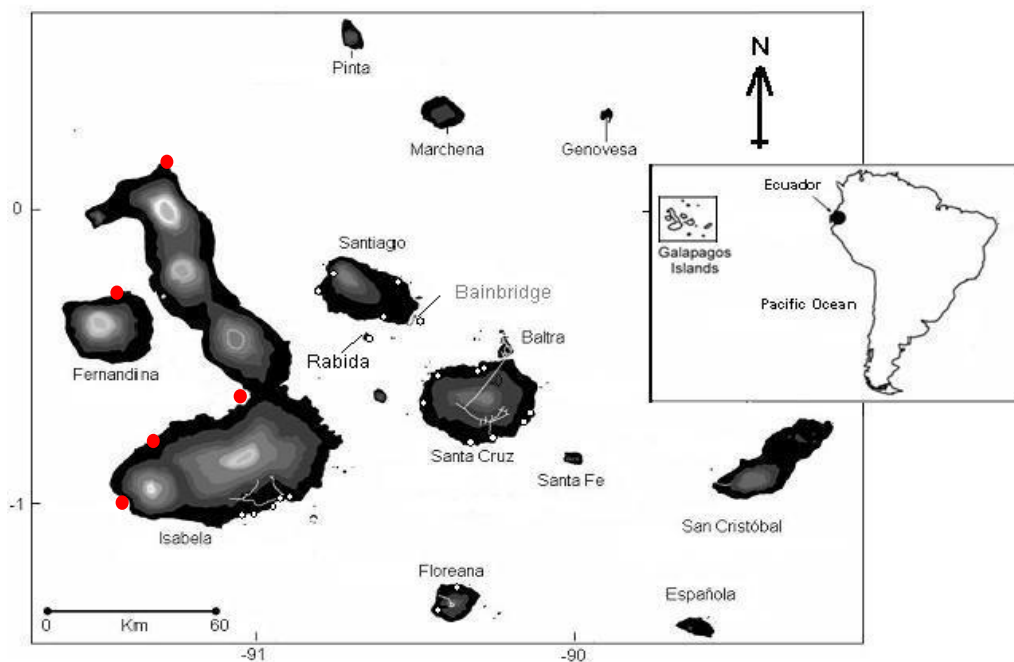 Pinta
N
Marchena
Genovesa
Ecuador
0
Santiago
Galapagos
Islands
Bainbridge
Pacific Ocean
Baltra
Rabida
Fernandina
Santa Cruz
Santa Fe
-1
San Cristóbal
Isabela
Floreana
Española
0 Km 60
-91
-90